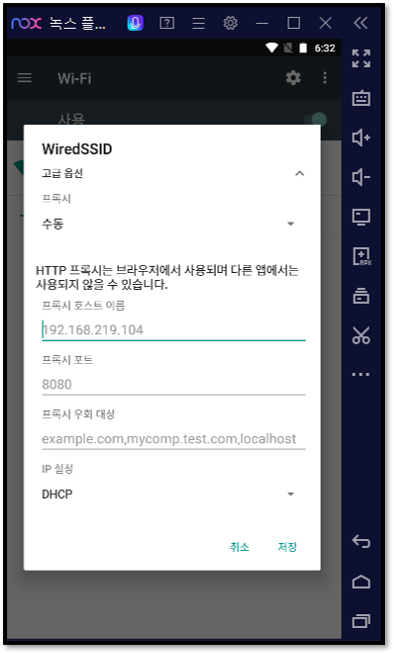 nox 녹스 플...
6:32
Wi-Fi
사용
WiredSSID
고급 옵션
프록시
수동
HTTP 프록시는 브라우저에서 사용되며 다른 앱에서는
사용되지 않을 수 있습니다.
프록시 호스트 이름
192.168.219.104
프록시 포트
8080
프록시 우회 대상
example.com,mycomp.test.com,localhost
IP 설정
DHCP
취소 저장